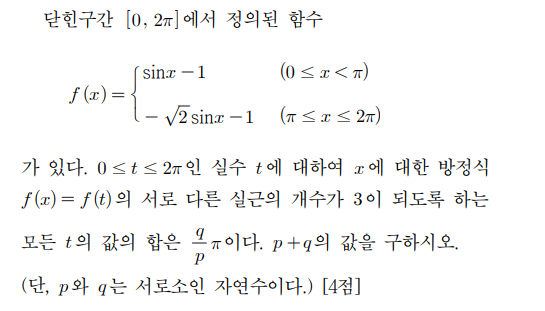 닫힌구간 [0, 2π]에서 정의된 함수
f(x) = { sinx − 1 (0 ≤ x < π)
− √2 sinx − 1 (π ≤ x ≤ 2π)
가 있다. 0 ≤ t ≤ 2π인 실수 t에 대하여 x에 대한 방정식
f(x) = f(t)의 서로 다른 실근의 개수가 3이 되도록 하는
모든 t의 값의 합은 q/p π이다. p+q의 값을 구하시오.
(단, p와 q는 서로소인 자연수이다.) [4점]